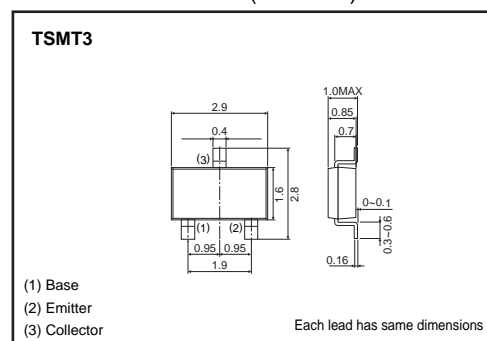 TSMT3
1.0MAX
2.9
0.85
0.4
0.7
(3)
1.6
2.8
0~0.1
(1) (2)
0.3~0.6
0.95 0.95
0.16
1.9
(1) Base
(2) Emitter
(3) Collector
Each lead has same dimensions